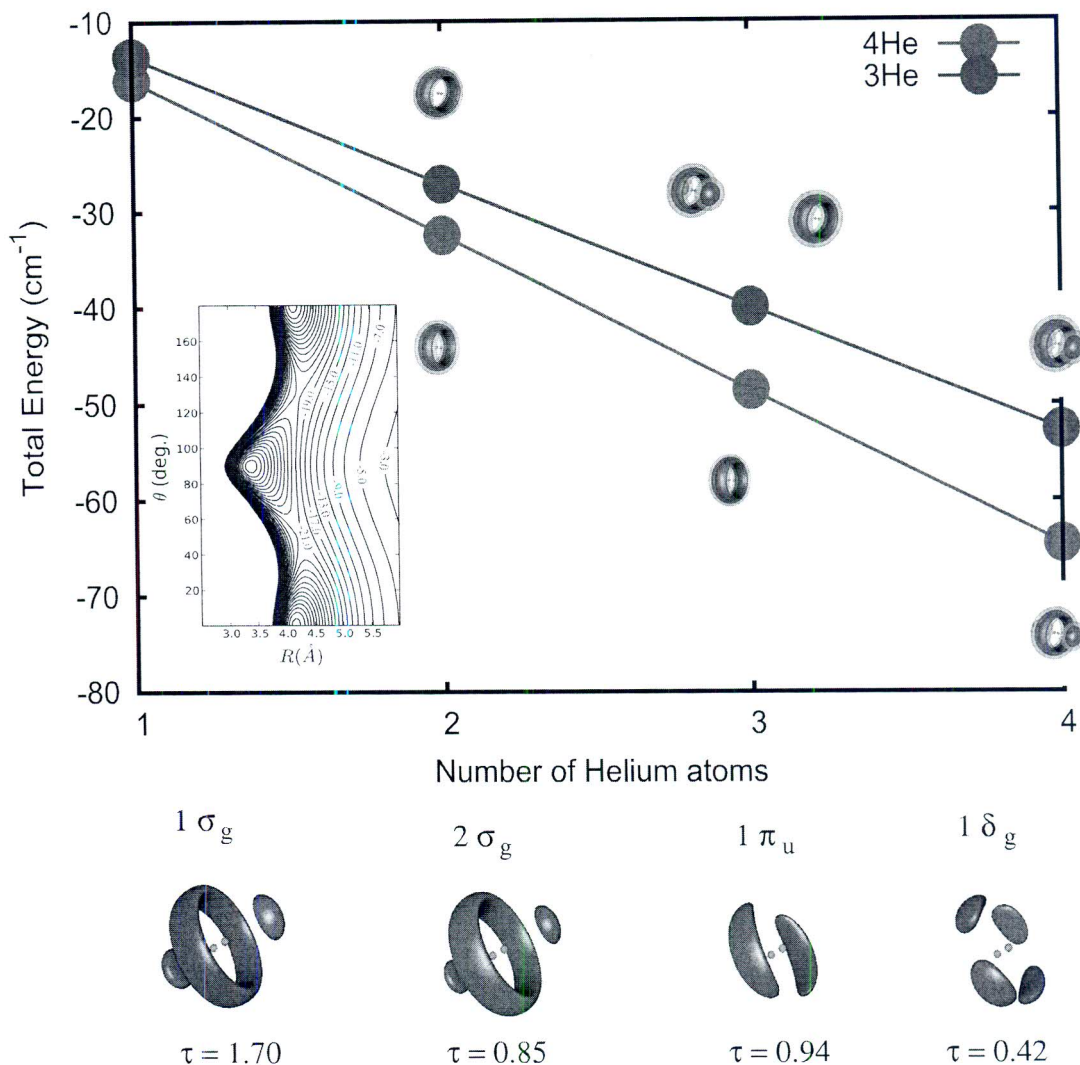 -10
-20
-30
-40
-50
-60
-70
-80
Total Energy (cm-1)
4He
3He
160
140
120
100
80
60
40
20
θ (deg.)
3.0 3.5 4.0 4.5 5.0 5.5
R(Å)
1 2 3 4
Number of Helium atoms
1 σg 2 σg 1 πu 1 δg
τ = 1.70 τ = 0.85 τ = 0.94 τ = 0.42